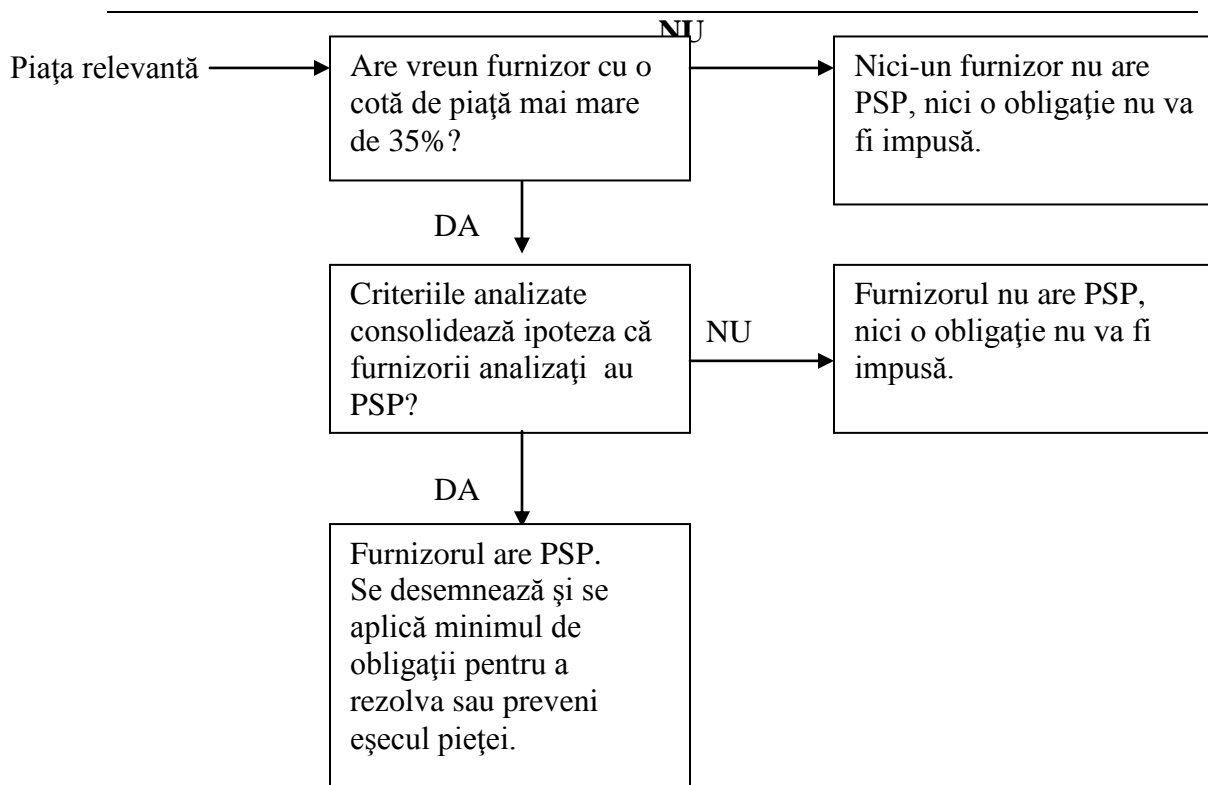 Piaţa relevantă
Are vreun furnizor cu o
cotă de piaţă mai mare
de 35%?
NU
Nici-un furnizor nu are
PSP, nici o obligaţie nu va
fi impusă.
DA
Criteriile analizate
consolidează ipoteza că
furnizorii analizaţi au
PSP?
NU
Furnizorul nu are PSP,
nici o obligaţie nu va fi
impusă.
DA
Furnizorul are PSP.
Se desemnează şi se
aplică minimul de
obligaţii pentru a
rezolva sau preveni
eşecul pieţei.